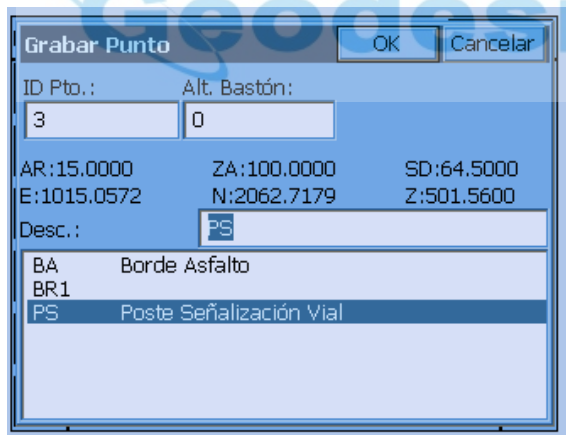 Geodesi
Grabar Punto OK Cancelar
ID Pto.: Alt. Bastón:
3 0
AR:15.0000 ZA:100.0000 SD:64.5000
E:1015.0572 N:2062.7179 Z:501.5600
Desc.: PS
BA Borde Asfalto
BR1
PS Poste Señalización Vial